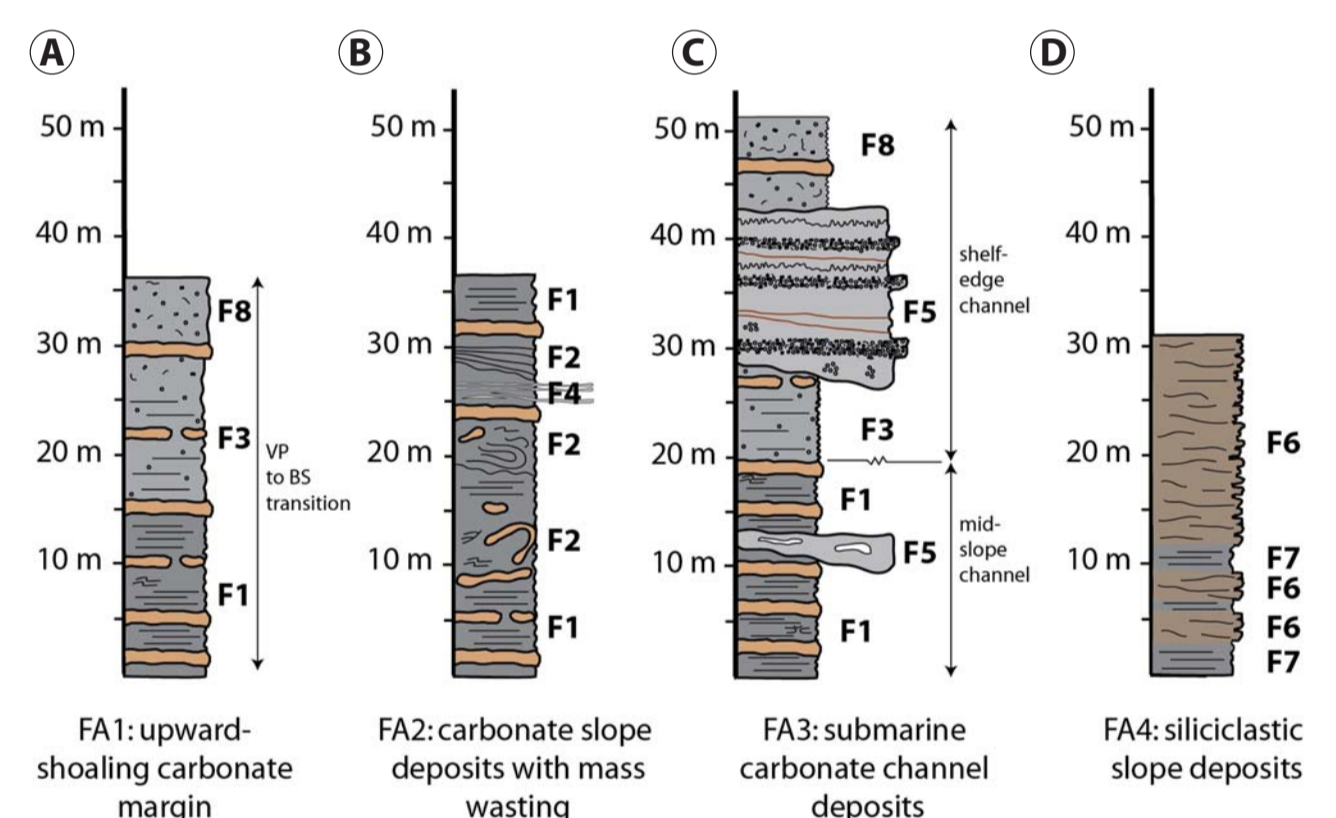 A
B
C
D
50 m
40 m
30 m
20 m
10 m
F8
F3
F1
VP
to BS
transition
FA1: upward-
shoaling carbonate
margin
50 m
40 m
30 m
20 m
10 m
F1
F2
F4
F2
F2
F1
FA2: carbonate slope
deposits with mass
wasting
50 m
40 m
30 m
20 m
10 m
F8
F5
F3
F1
F5
F1
shelf-
edge
channel
mid-
slope
channel
FA3: submarine
carbonate channel
deposits
50 m
40 m
30 m
20 m
10 m
F6
F7
F6
F6
F7
FA4: siliciclastic
slope deposits